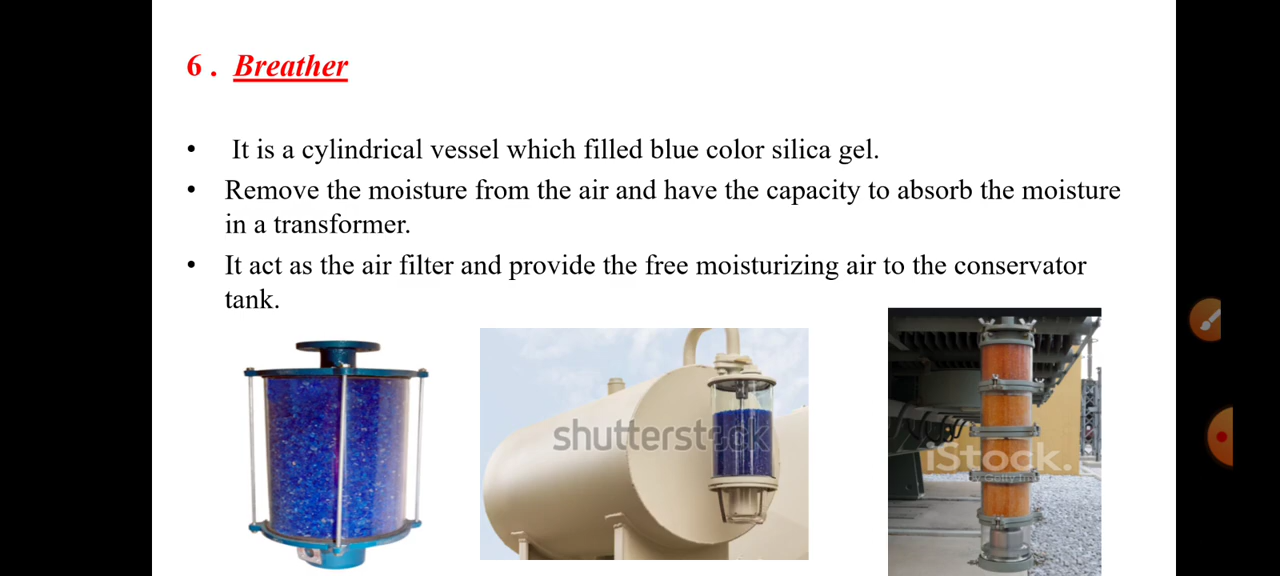 6 . Breather
• It is a cylindrical vessel which filled blue color silica gel.
• Remove the moisture from the air and have the capacity to absorb the moisture
in a transformer.
• It act as the air filter and provide the free moisturizing air to the conservator
tank.
shutterstock
iStock.